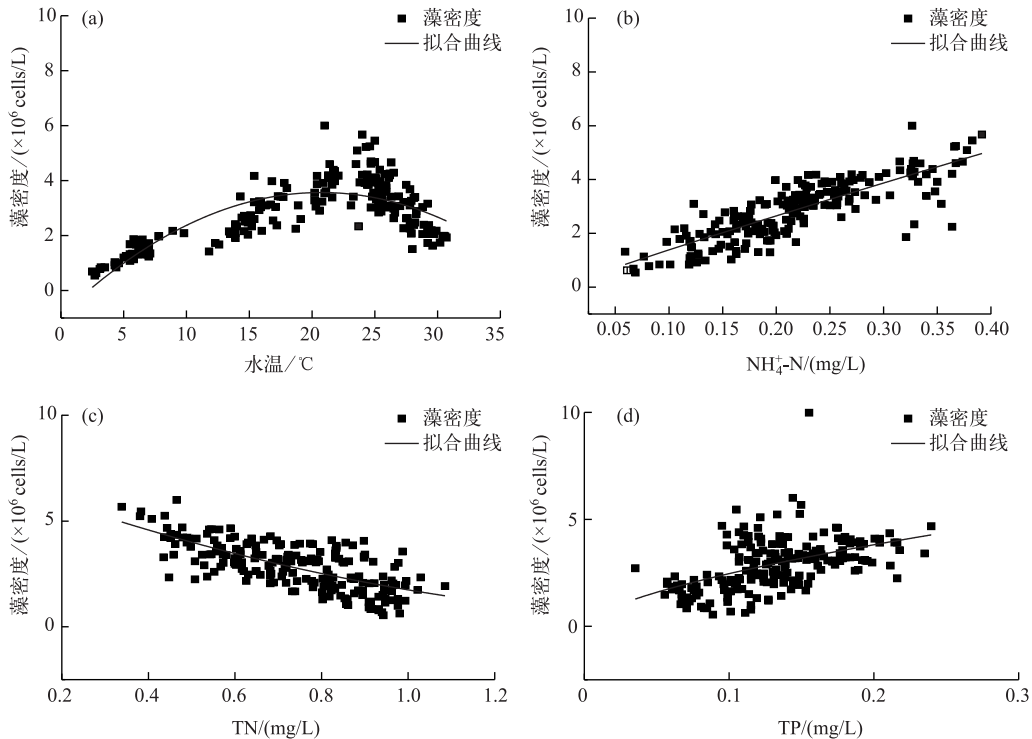 (a)
藻密度
拟合曲线
藻密度/(×10⁶ cells/L)
10
8
6
4
2
0
0 5 10 15 20 25 30 35
水温/℃
(b)
藻密度
拟合曲线
藻密度/(×10⁶ cells/L)
10
8
6
4
2
0
0.05 0.10 0.15 0.20 0.25 0.30 0.35 0.40
NH₄⁺-N/(mg/L)
(c)
藻密度
拟合曲线
藻密度/(×10⁶ cells/L)
10
5
0
0.2 0.4 0.6 0.8 1.0 1.2
TN/(mg/L)
(d)
藻密度
拟合曲线
藻密度/(×10⁶ cells/L)
10
5
0
0 0.1 0.2 0.3
TP/(mg/L)